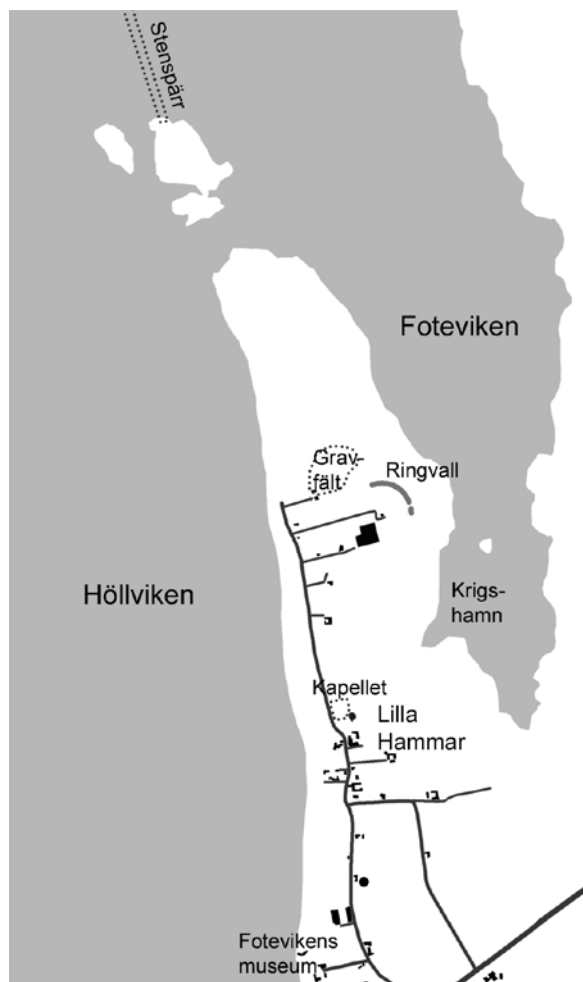 Stenspärr
Foteviken
Grav-
fält
Ringvall
Höllviken
Krigs-
hamn
Kapellet
Lilla
Hammar
Fotevikens
museum